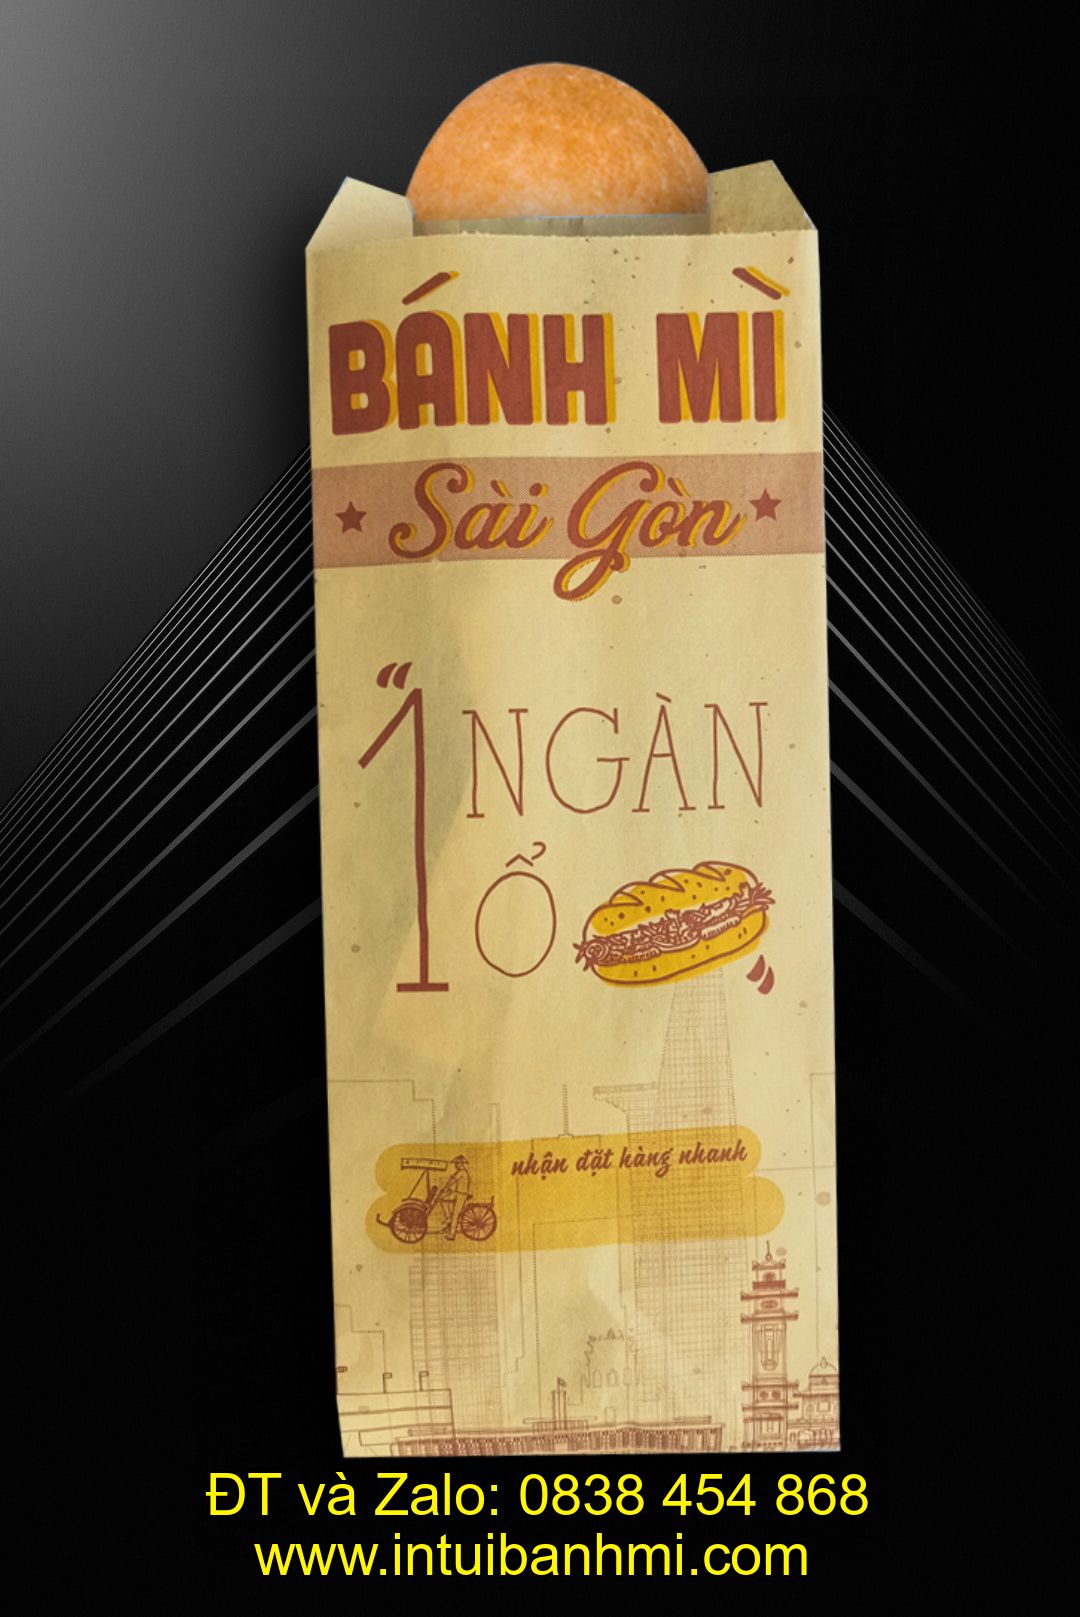 BÁNH MÌ
Sài Gòn
1 NGÀN
Ổ
nhận đặt hàng nhanh
ĐT và Zalo: 0838 454 868
www.intuibanhmi.com